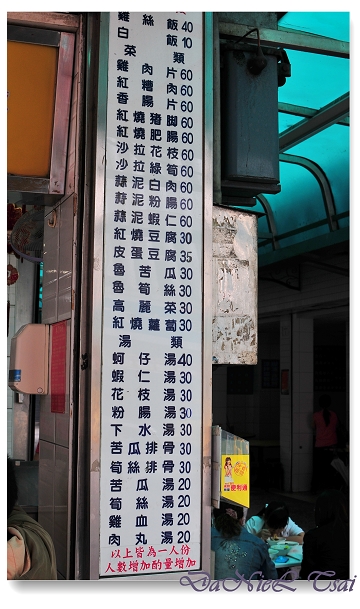 雞絲飯40
白飯10
菜類
雞肉片60
紅糟肉60
香腸片60
紅燒豬脚60
紅燒肥腸60
沙拉花枝60
沙拉綠筍60
蒜泥白肉60
蒜泥粉腸60
蒜泥蝦仁60
紅燒豆腐30
皮蛋豆腐35
魯苦瓜30
魯筍絲30
高麗菜30
紅燒蘿蔔30
湯類
蚵仔湯40
蝦仁湯30
花枝湯30
粉腸湯30
下水湯30
苦瓜排骨30
筍絲排骨30
苦瓜湯20
筍絲湯20
雞血湯20
肉丸湯20
以上皆為一人份
人數增加酌量增加
便利通
DaNieL Tsai